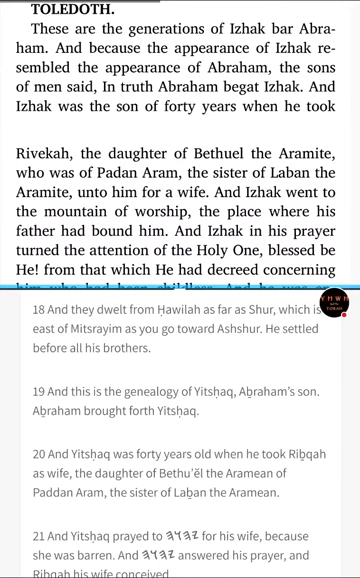 TOLEDOTH.
These are the generations of Izhak bar Abra-
ham. And because the appearance of Izhak re-
sembled the appearance of Abraham, the sons
of men said, In truth Abraham begat Izhak. And
Izhak was the son of forty years when he took
Rivekah, the daughter of Bethuel the Aramite,
who was of Padan Aram, the sister of Laban the
Aramite, unto him for a wife. And Izhak went to
the mountain of worship, the place where his
father had bound him. And Izhak in his prayer
turned the attention of the Holy One, blessed be
He! from that which He had decreed concerning
him who had been childless. And he was
18 And they dwelt from Ḥawilah as far as Shur, which is
east of Mitsrayim as you go toward Ashshur. He settled
before all his brothers.
19 And this is the genealogy of Yitsḥaq, Aḇraham’s son.
Aḇraham brought forth Yitsḥaq.
20 And Yitsḥaq was forty years old when he took Riḇqah
as wife, the daughter of Bethu’ĕl the Aramean of
Paddan Aram, the sister of Laḇan the Aramean.
21 And Yitsḥaq prayed to 𐤉𐤄𐤅𐤄 for his wife, because
she was barren. And 𐤉𐤄𐤅𐤄 answered his prayer, and
Riḇqah his wife conceived